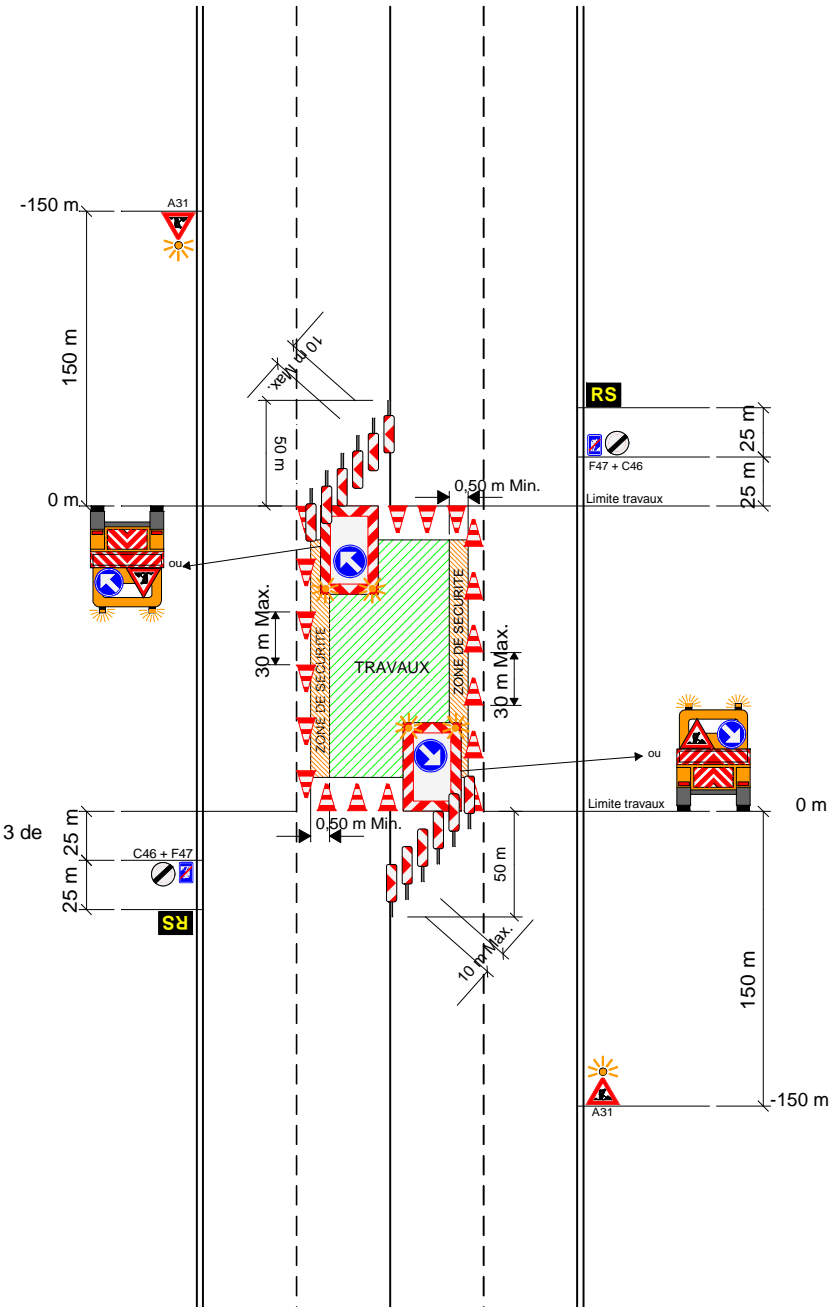 -150 m
A31
150 m
10 m Max.
50 m
RS
25 m
F47 + C46
25 m
0 m
0,50 m Min.
Limite travaux
ou
30 m Max.
ZONE DE SECURITE
TRAVAUX
ZONE DE SECURITE
30 m Max.
ou
Limite travaux
0 m
3 de
25 m
0,50 m Min.
C46 + F47
25 m
50 m
RS
10 m Max.
150 m
-150 m
A31